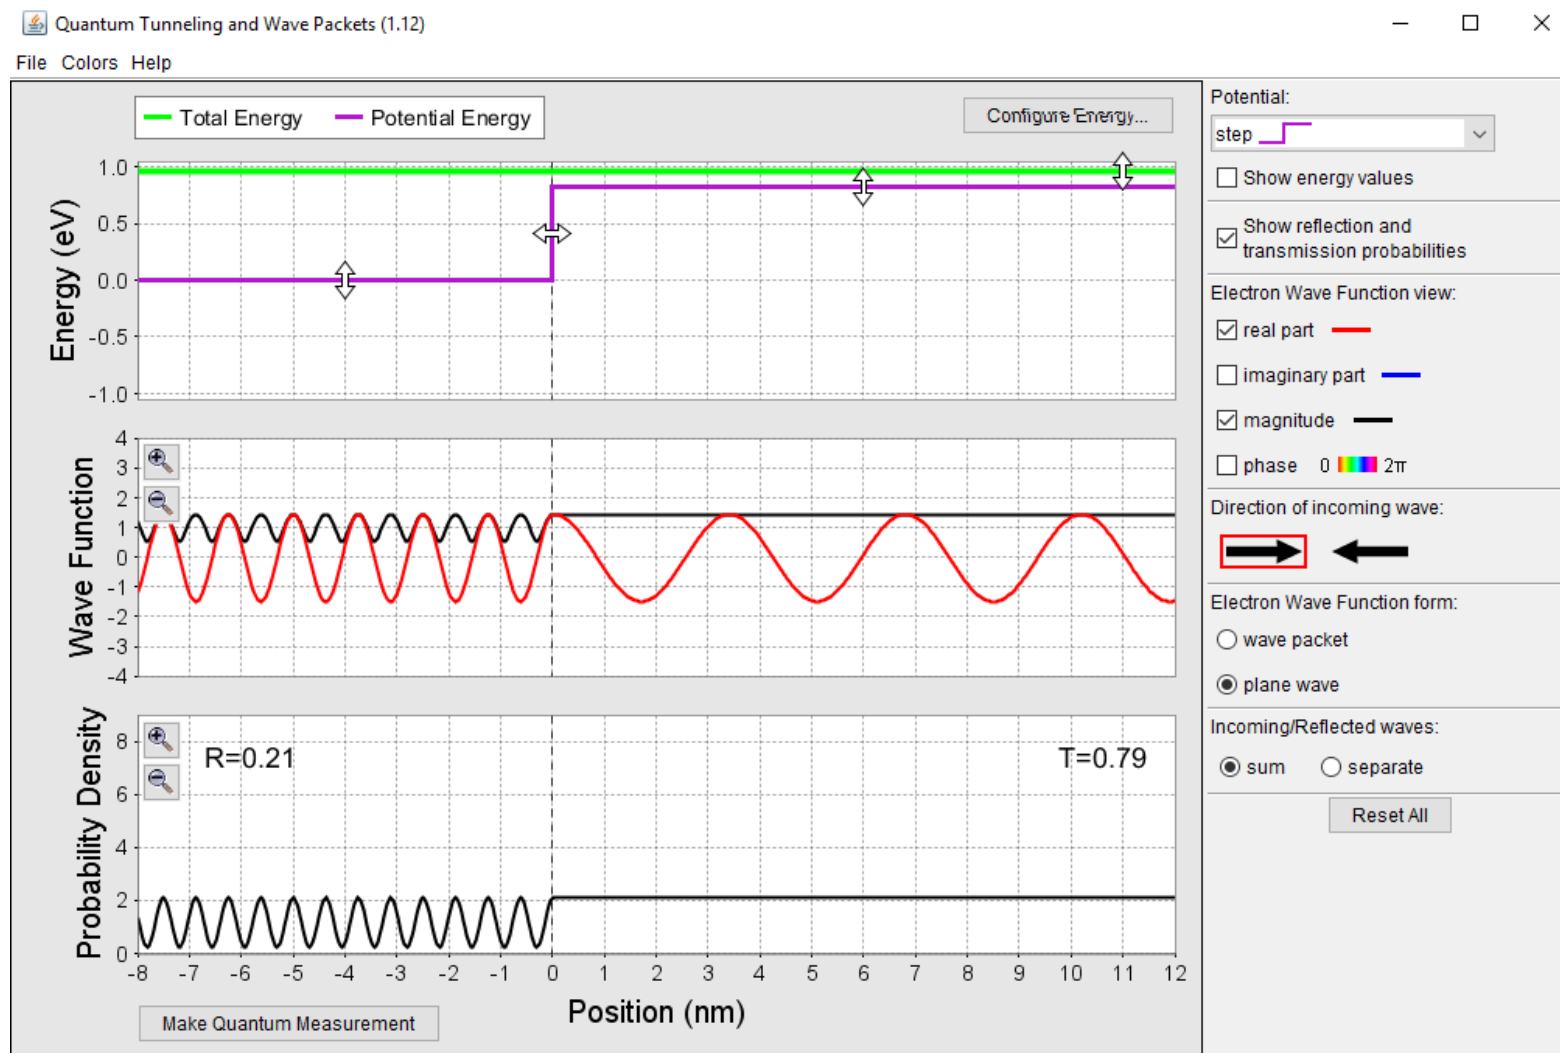 Quantum Tunneling and Wave Packets (1.12)
File Colors Help
Total Energy Potential Energy
Configure Energy...
Energy (eV)
1.0
0.5
0.0
-0.5
-1.0
Wave Function
4
3
2
1
0
-1
-2
-3
-4
Probability Density
8
6
4
2
0
R=0.21
T=0.79
-8 -7 -6 -5 -4 -3 -2 -1 0 1 2 3 4 5 6 7 8 9 10 11 12
Position (nm)
Make Quantum Measurement
Potential:
step
Show energy values
Show reflection and
transmission probabilities
Electron Wave Function view:
real part
imaginary part
magnitude
phase 0 2π
Direction of incoming wave:
Electron Wave Function form:
wave packet
plane wave
Incoming/Reflected waves:
sum separate
Reset All